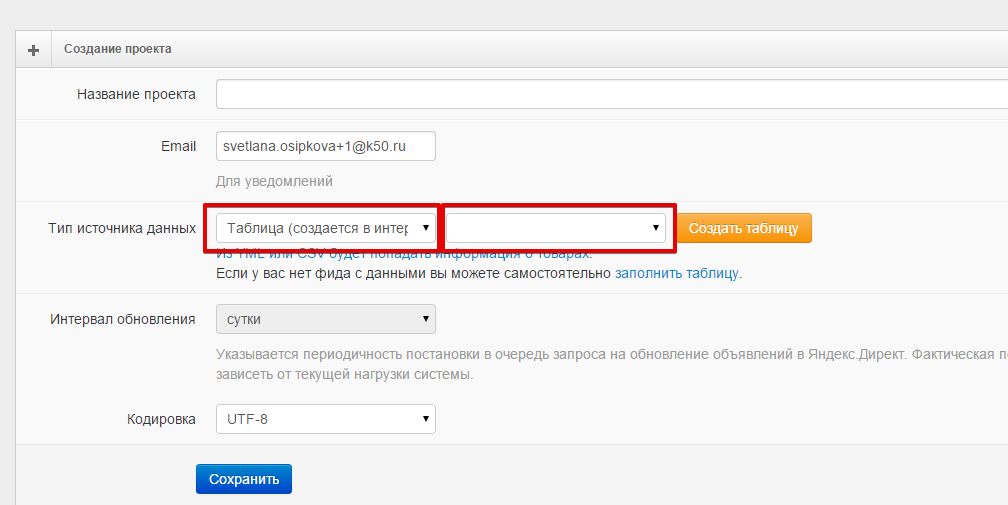 Создание проекта
Название проекта
Email svetlana.osipkova+1@k50.ru
Для уведомлений
Тип источника данных Таблица (создается в интер Создать таблицу
Из YML или CSV будет попадать информация о товарах.
Если у вас нет фида с данными вы можете самостоятельно заполнить таблицу.
Интервал обновления сутки
Указывается периодичность постановки в очередь запроса на обновление объявлений в Яндекс.Директ. Фактическая
зависеть от текущей нагрузки системы.
Кодировка UTF-8
Сохранить